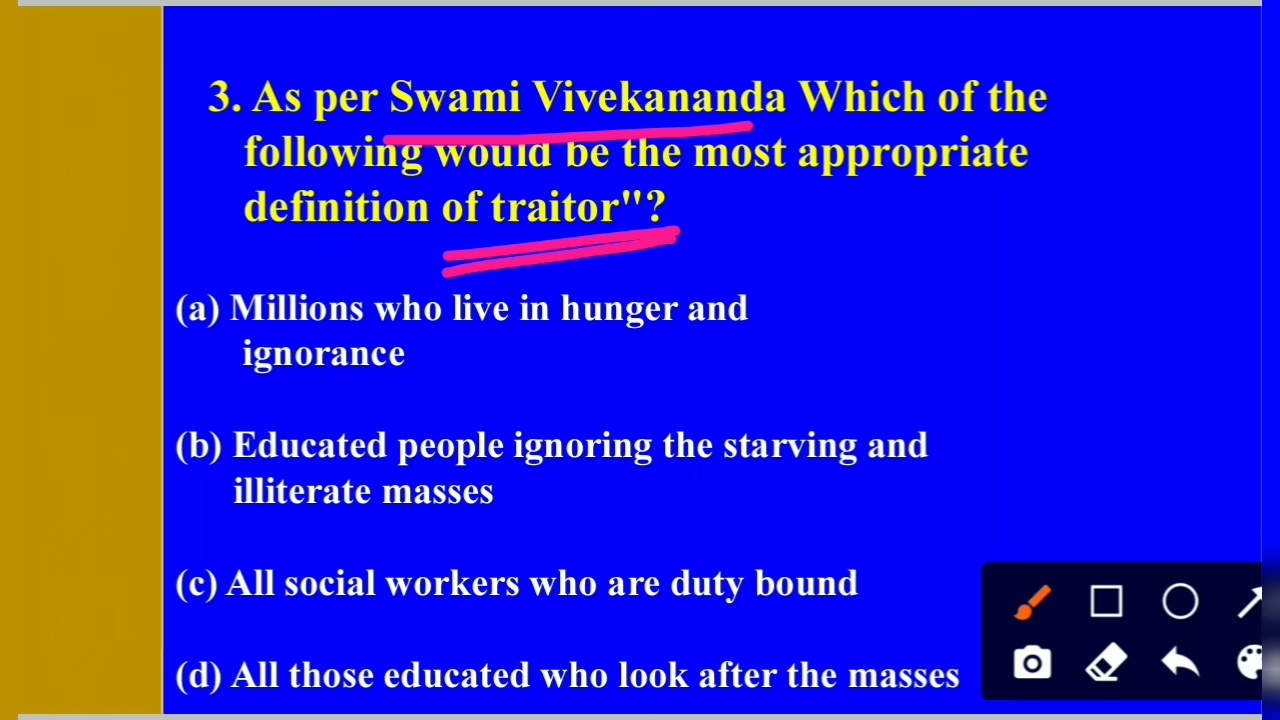 3. As per Swami Vivekananda Which of the
following would be the most appropriate
definition of traitor"?
(a) Millions who live in hunger and
ignorance
(b) Educated people ignoring the starving and
illiterate masses
(c) All social workers who are duty bound
(d) All those educated who look after the masses